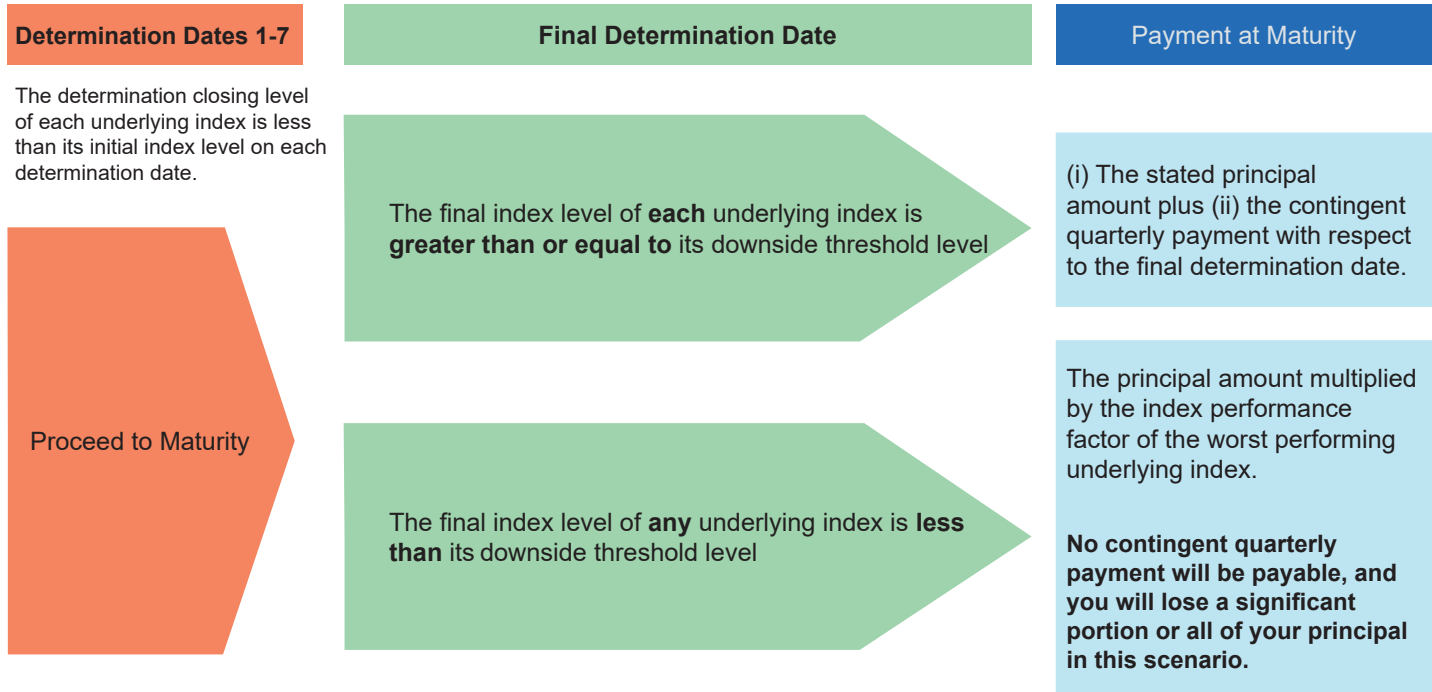 Determination Dates 1-7
Final Determination Date
Payment at Maturity
The determination closing level
of each underlying index is less
than its initial index level on each
determination date.
Proceed to Maturity
The final index level of each underlying index is
greater than or equal to its downside threshold level
(i) The stated principal
amount plus (ii) the contingent
quarterly payment with respect
to the final determination date.
The final index level of any underlying index is less
than its downside threshold level
The principal amount multiplied
by the index performance
factor of the worst performing
underlying index.
No contingent quarterly
payment will be payable, and
you will lose a significant
portion or all of your principal
in this scenario.